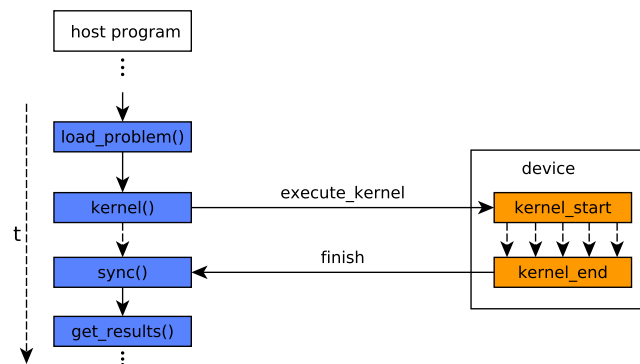 host program
load_problem()
device
kernel()
execute_kernel
kernel_start
t
sync()
finish
kernel_end
get_results()